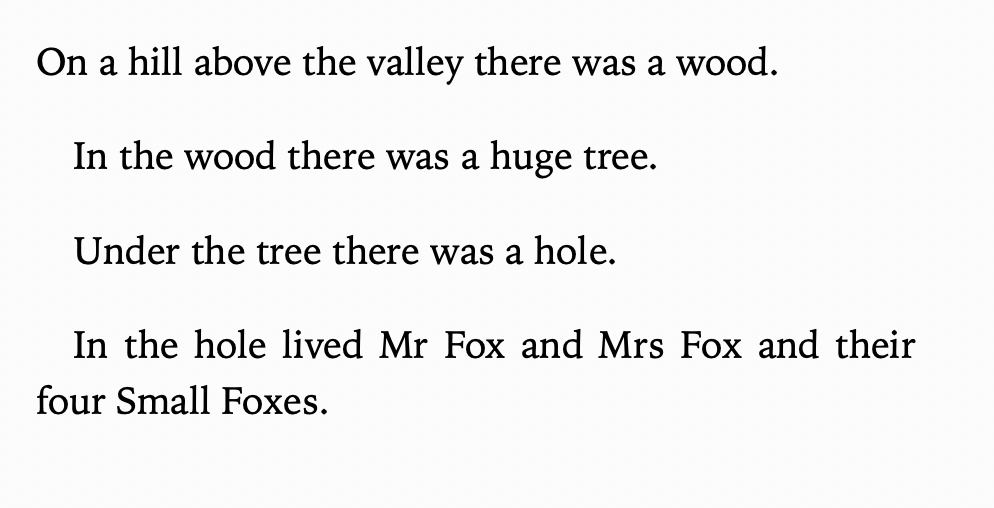 On a hill above the valley there was a wood.
In the wood there was a huge tree.
Under the tree there was a hole.
In the hole lived Mr Fox and Mrs Fox and their
four Small Foxes.